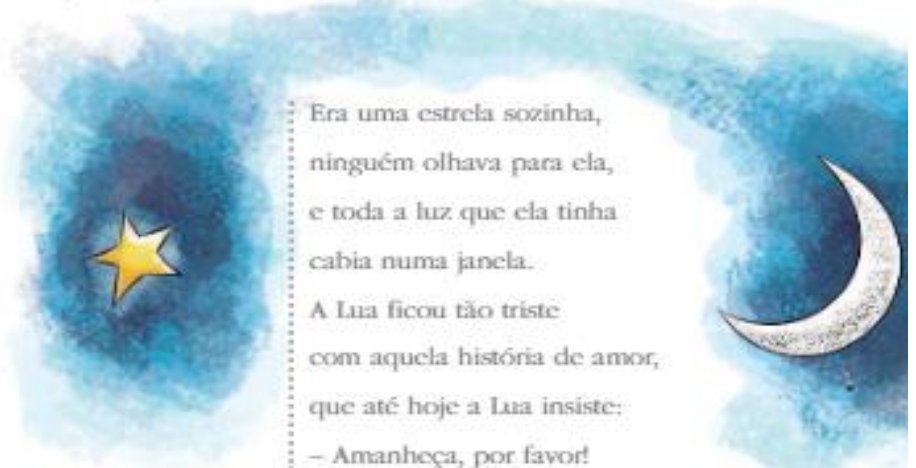 Era uma estrela sozinha,
ninguém olhava para ela,
e toda a luz que ela tinha
cabia numa janela.
A Lua ficou tão triste
com aquela história de amor,
que até hoje a Lua insiste:
– Amanheça, por favor!